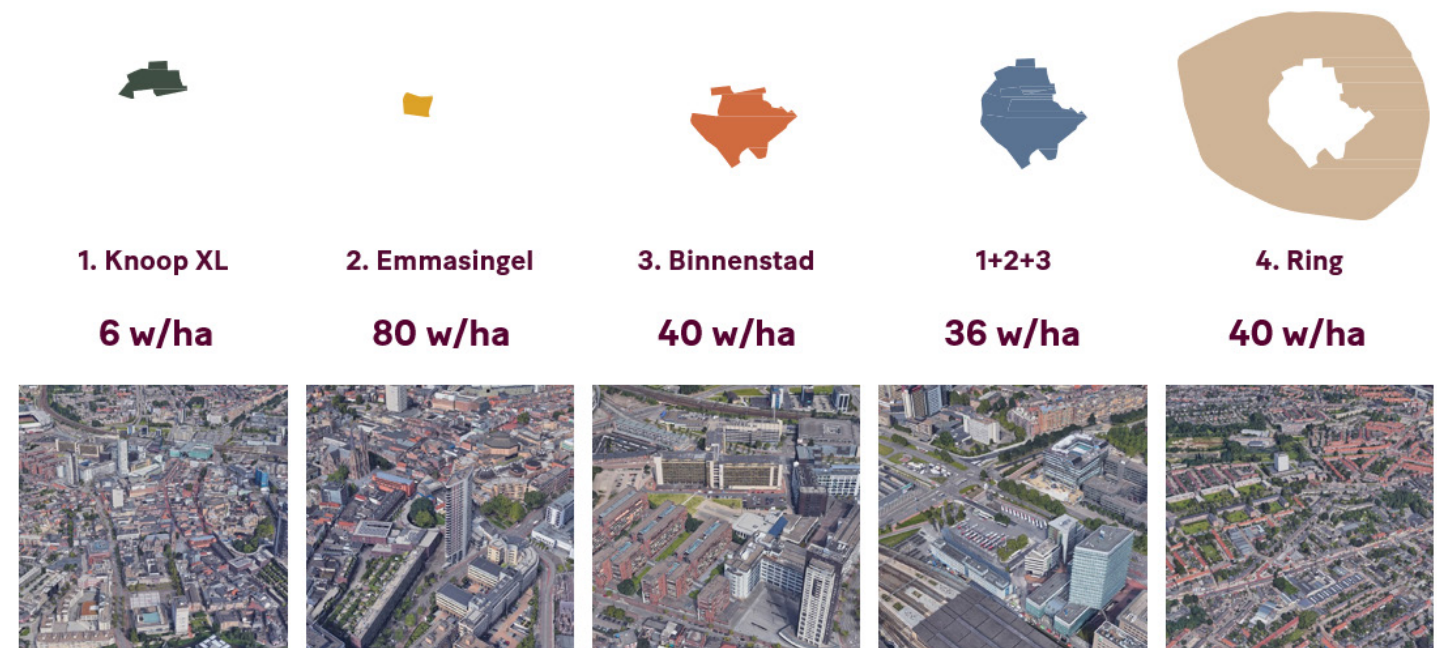 1. Knoop XL
2. Emmasingel
3. Binnenstad
1+2+3
4. Ring
6 w/ha
80 w/ha
40 w/ha
36 w/ha
40 w/ha